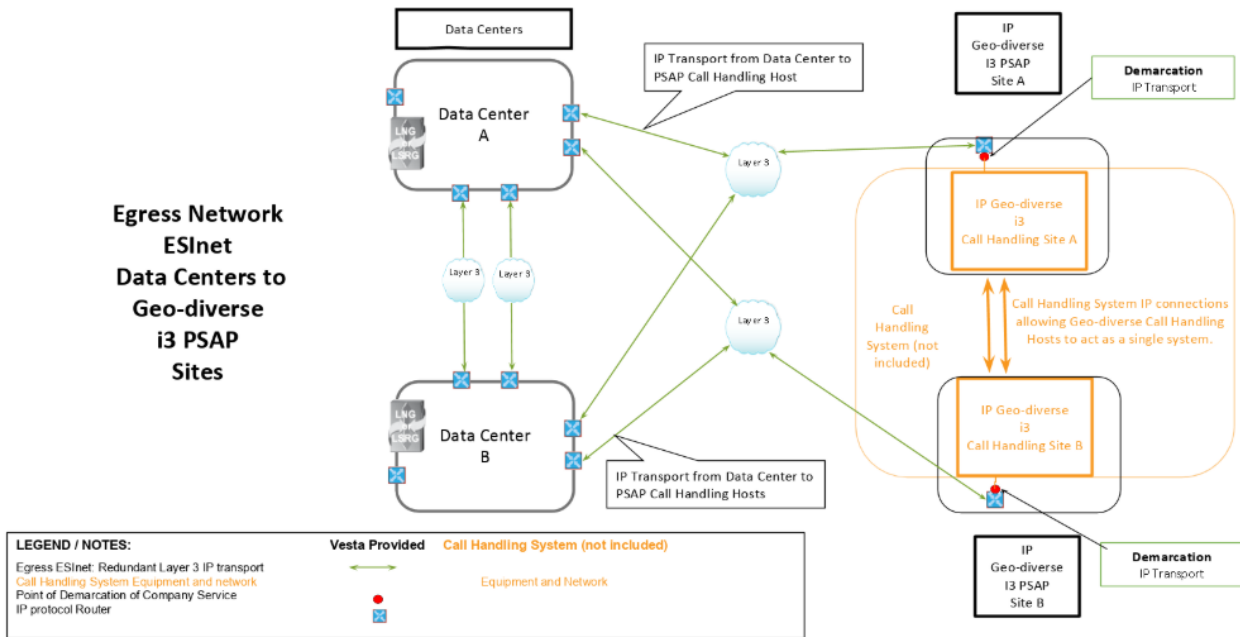 Data Centers
IP
Geo-diverse
I3 PSAP
Site A
IP Transport from Data Center to
PSAP Call Handling Host
Demarcation
IP Transport
Data Center
A
LNG
LSRG
Layer 3
IP Geo-diverse
i3
Call Handling Site A
Egress Network
ESInet
Data Centers to
Geo-diverse
i3 PSAP
Sites
Layer 3
Layer 3
Layer 3
Call
Handling
System (not
included)
Call Handling System IP connections
allowing Geo-diverse Call Handling
Hosts to act as a single system.
LNG
LSRG
Data Center
B
IP Geo-diverse
i3
Call Handling Site B
IP Transport from Data Center to
PSAP Call Handling Hosts
LEGEND / NOTES:
Vesta Provided
Call Handling System (not included)
Egress ESInet: Redundant Layer 3 IP transport
Call Handling System Equipment and network
Equipment and Network
Point of Demarcation of Company Service
IP protocol Router
IP
Geo-diverse
I3 PSAP
Site B
Demarcation
IP Transport